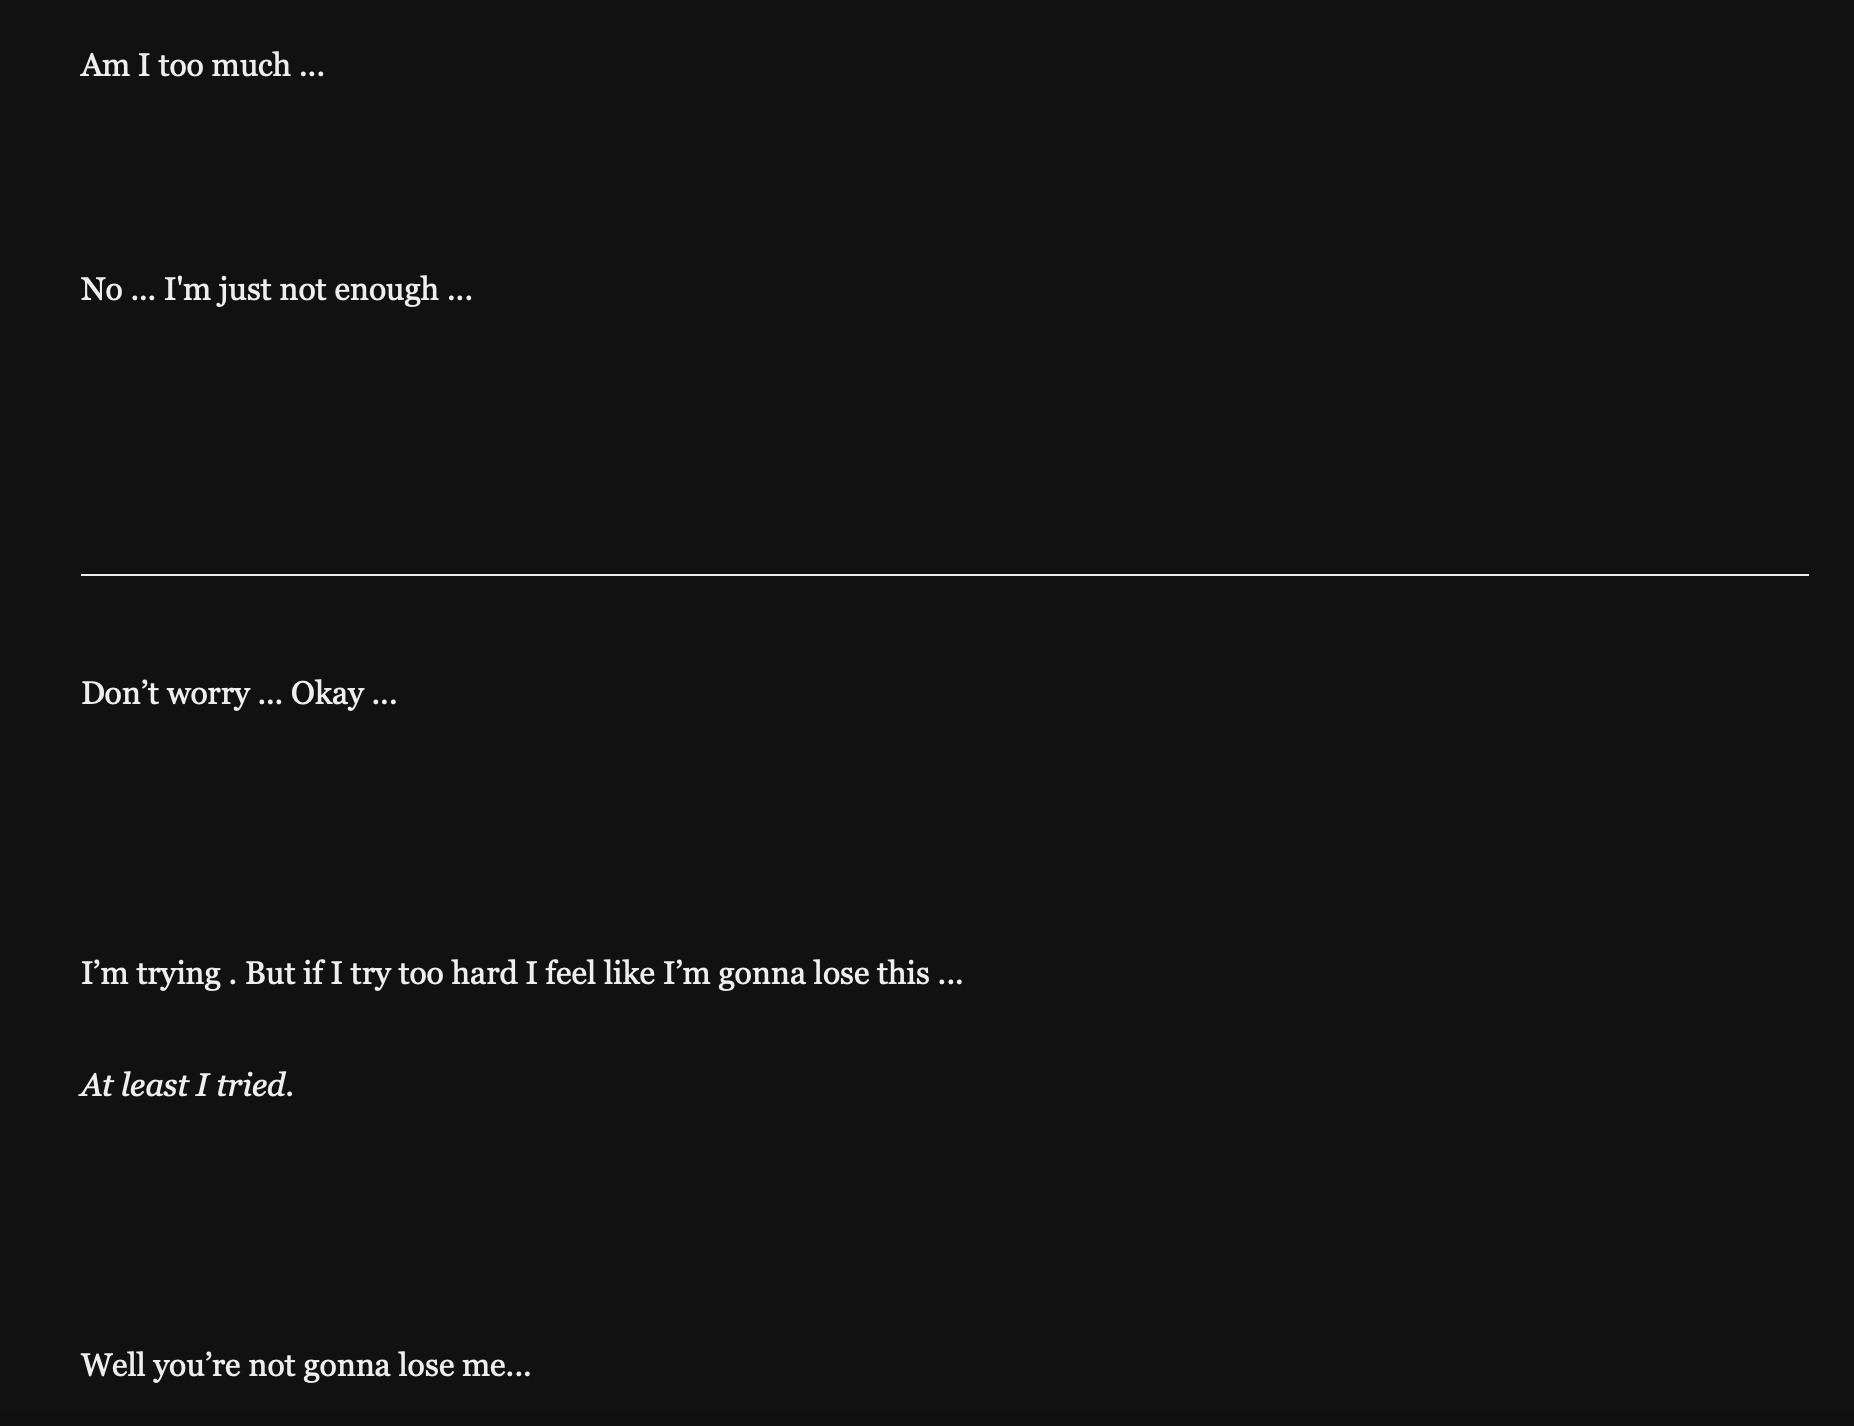 Am I too much ...
No ... I'm just not enough ...
Don’t worry ... Okay ...
I’m trying . But if I try too hard I feel like I’m gonna lose this ...
At least I tried.
Well you’re not gonna lose me...